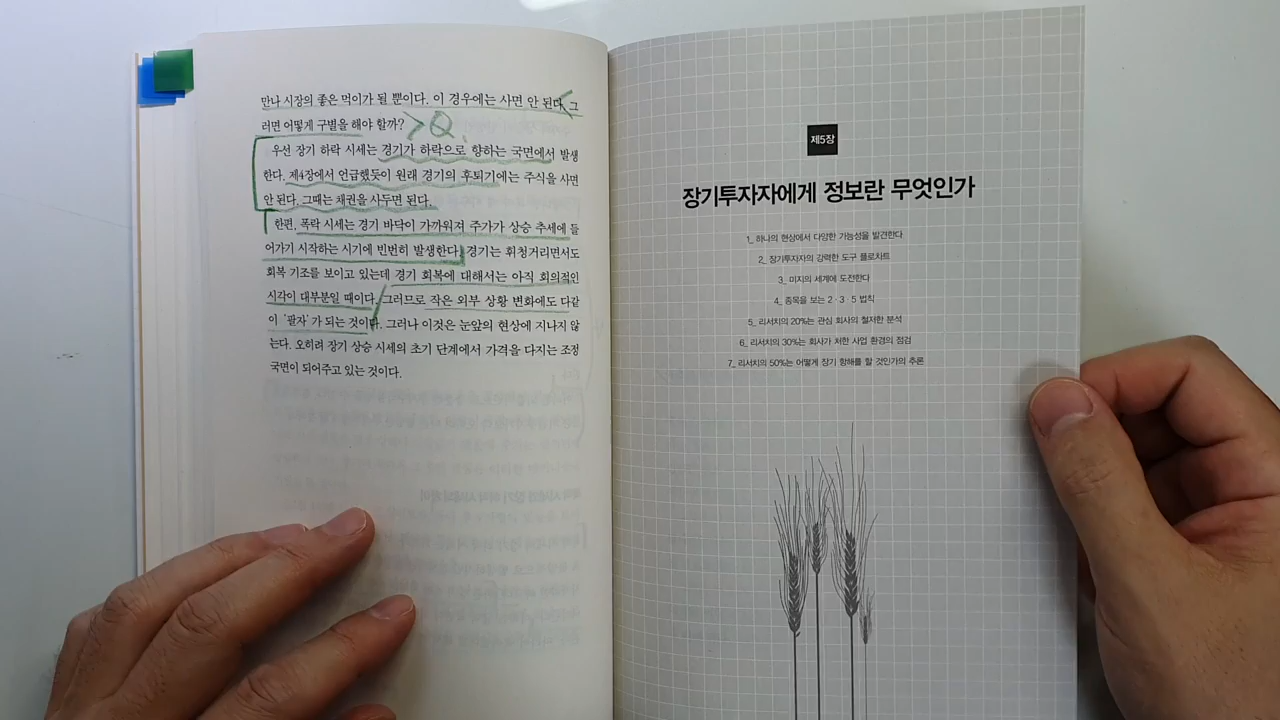 만나 시장의 좋은 먹이가 될 뿐이다. 이 경우에는 사면 안 된다. 그
러면 어떻게 구별을 해야 할까? > Q
우선 장기 하락 시세는 경기가 하락으로 향하는 국면에서 발생
한다. 제4장에서 언급했듯이 원래 경기의 후퇴기에는 주식을 사면
안 된다. 그때는 채권을 사두면 된다.
한편, 폭락 시세는 경기 바닥이 가까워져 주가가 상승 추세에 들
어가기 시작하는 시기에 빈번히 발생한다. 경기는 휘청거리면서도
회복 기조를 보이고 있는데 경기 회복에 대해서는 아직 회의적인
시각이 대부분일 때이다. 그러므로 작은 외부 상황 변화에도 다같
이 '팔자'가 되는 것이다. 그러나 이것은 눈앞의 현상에 지나지 않
는다. 오히려 장기 상승 시세의 초기 단계에서 가격을 다지는 조정
국면이 되어주고 있는 것이다.
제5장
장기투자자에게 정보란 무엇인가
1_ 하나의 현상에서 다양한 가능성을 발견한다
2_ 장기투자자의 강력한 도구 플로차트
3_ 미지의 세계에 도전한다
4_ 종목을 보는 2·3·5 법칙
5_ 리서치의 20%는 관심 회사의 철저한 분석
6_ 리서치의 30%는 회사가 처한 사업 환경의 점검
7_ 리서치의 50%는 어떻게 장기 항해를 할 것인가의 추론